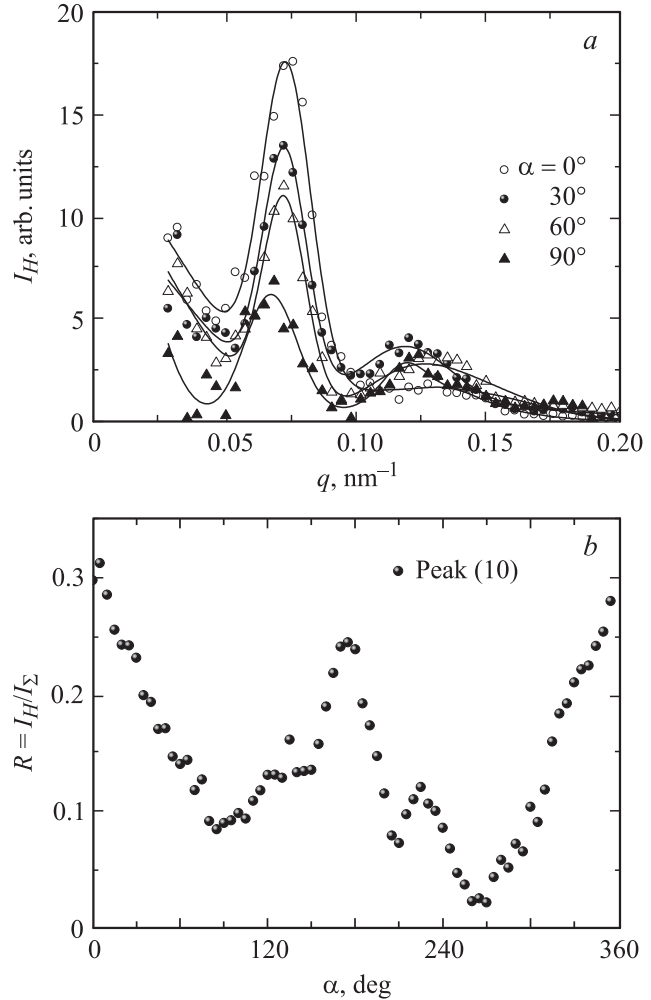 20
a
15
α = 0°
30°
10
60°
90°
I_H, arb. units
5
0
0 0.05 0.10 0.15 0.20
q, nm⁻¹
b
0.3
Peak (10)
0.2
R = I_H/I_Σ
0.1
0
0 120 240 360
α, deg